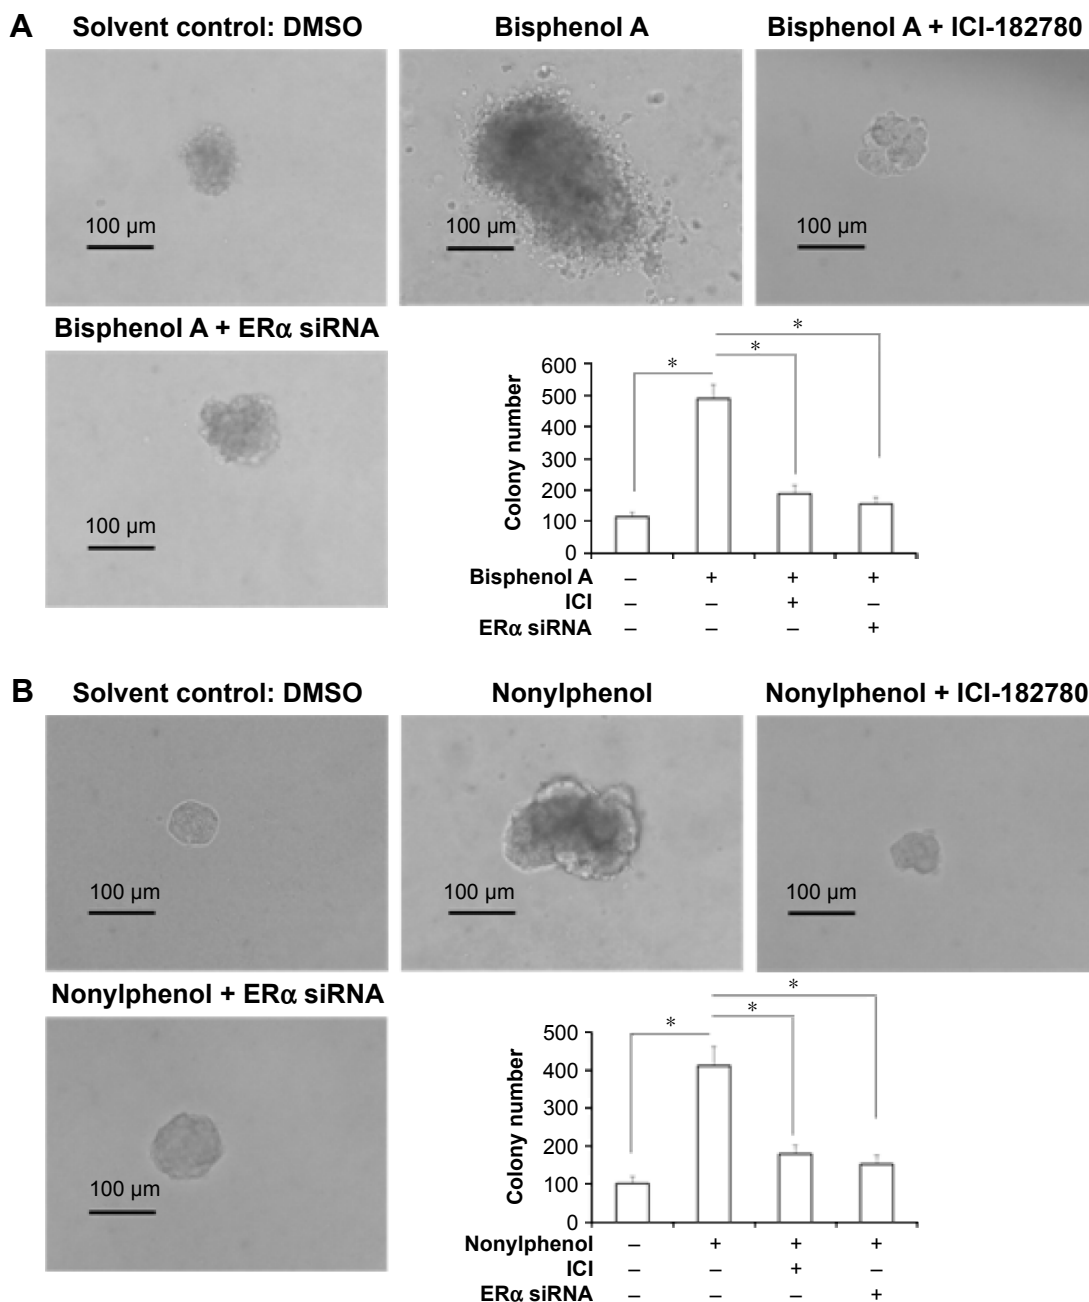 A Solvent control: DMSO Bisphenol A Bisphenol A + ICI-182780
100 µm 100 µm 100 µm
Bisphenol A + ERα siRNA
100 µm
Colony number
600
500
400
300
200
100
0
* * *
Bisphenol A – + + +
ICI – – + –
ERα siRNA – – – +
B Solvent control: DMSO Nonylphenol Nonylphenol + ICI-182780
100 µm 100 µm 100 µm
Nonylphenol + ERα siRNA
100 µm
Colony number
500
400
300
200
100
0
* * *
Nonylphenol – + + +
ICI – – + –
ERα siRNA – – – +